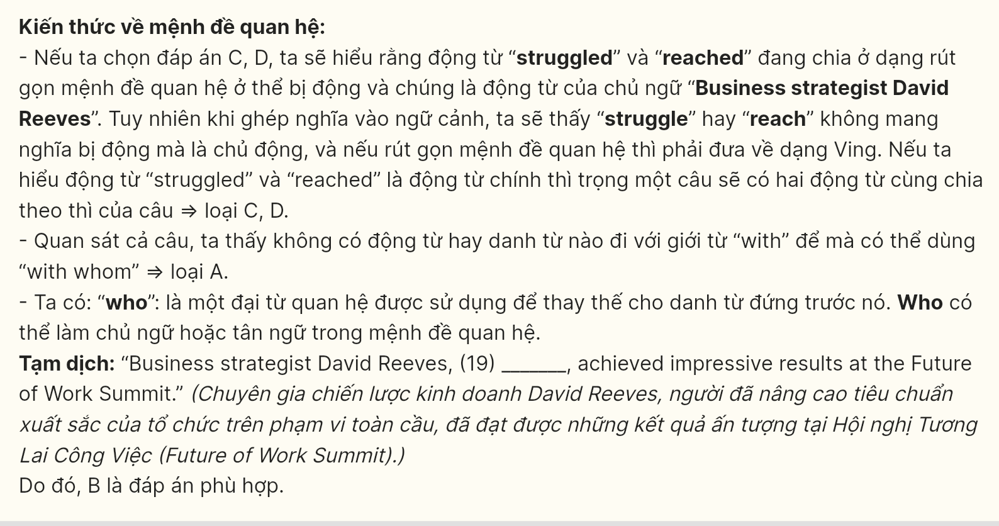 Kiến thức về mệnh đề quan hệ:
- Nếu ta chọn đáp án C, D, ta sẽ hiểu rằng động từ “struggled” và “reached” đang chia ở dạng rút
gọn mệnh đề quan hệ ở thể bị động và chúng là động từ của chủ ngữ “Business strategist David
Reeves”. Tuy nhiên khi ghép nghĩa vào ngữ cảnh, ta sẽ thấy “struggle” hay “reach” không mang
nghĩa bị động mà là chủ động, và nếu rút gọn mệnh đề quan hệ thì phải đưa về dạng Ving. Nếu ta
hiểu động từ “struggled” và “reached” là động từ chính thì trọng một câu sẽ có hai động từ cùng chia
theo thì của câu ⇒ loại C, D.
- Quan sát cả câu, ta thấy không có động từ hay danh từ nào đi với giới từ “with” để mà có thể dùng
“with whom” ⇒ loại A.
- Ta có: “who”: là một đại từ quan hệ được sử dụng để thay thế cho danh từ đứng trước nó. Who có
thể làm chủ ngữ hoặc tân ngữ trong mệnh đề quan hệ.
Tạm dịch: “Business strategist David Reeves, (19) _______, achieved impressive results at the Future
of Work Summit.” (Chuyên gia chiến lược kinh doanh David Reeves, người đã nâng cao tiêu chuẩn
xuất sắc của tổ chức trên phạm vi toàn cầu, đã đạt được những kết quả ấn tượng tại Hội nghị Tương
Lai Công Việc (Future of Work Summit).)
Do đó, B là đáp án phù hợp.